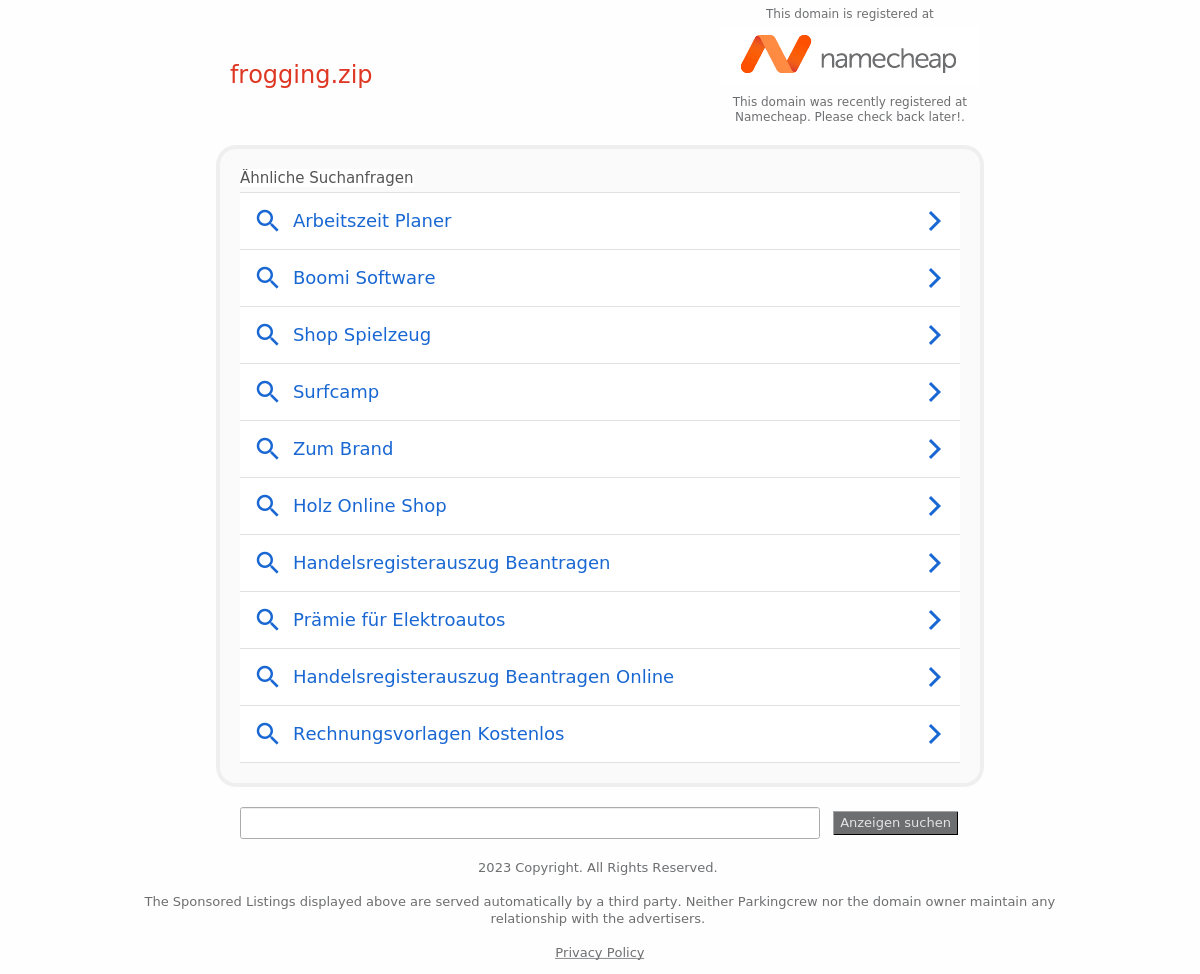 This domain is registered at
namecheap
frogging.zip
This domain was recently registered at
Namecheap. Please check back later!.
Ähnliche Suchanfragen
Arbeitszeit Planer
Boomi Software
Shop Spielzeug
Surfcamp
Zum Brand
Holz Online Shop
Handelsregisterauszug Beantragen
Prämie für Elektroautos
Handelsregisterauszug Beantragen Online
Rechnungsvorlagen Kostenlos
Anzeigen suchen
2023 Copyright. All Rights Reserved.
The Sponsored Listings displayed above are served automatically by a third party. Neither Parkingcrew nor the domain owner maintain any
relationship with the advertisers.
Privacy Policy